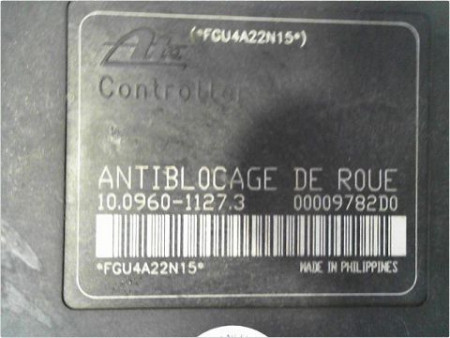 (*FGU4A22N15*)
Ate
Controller
ANTIBLOCAGE DE ROUE
10.0960-1127.3 00009782D0
*FGU4A22N15* MADE IN PHILIPPINES